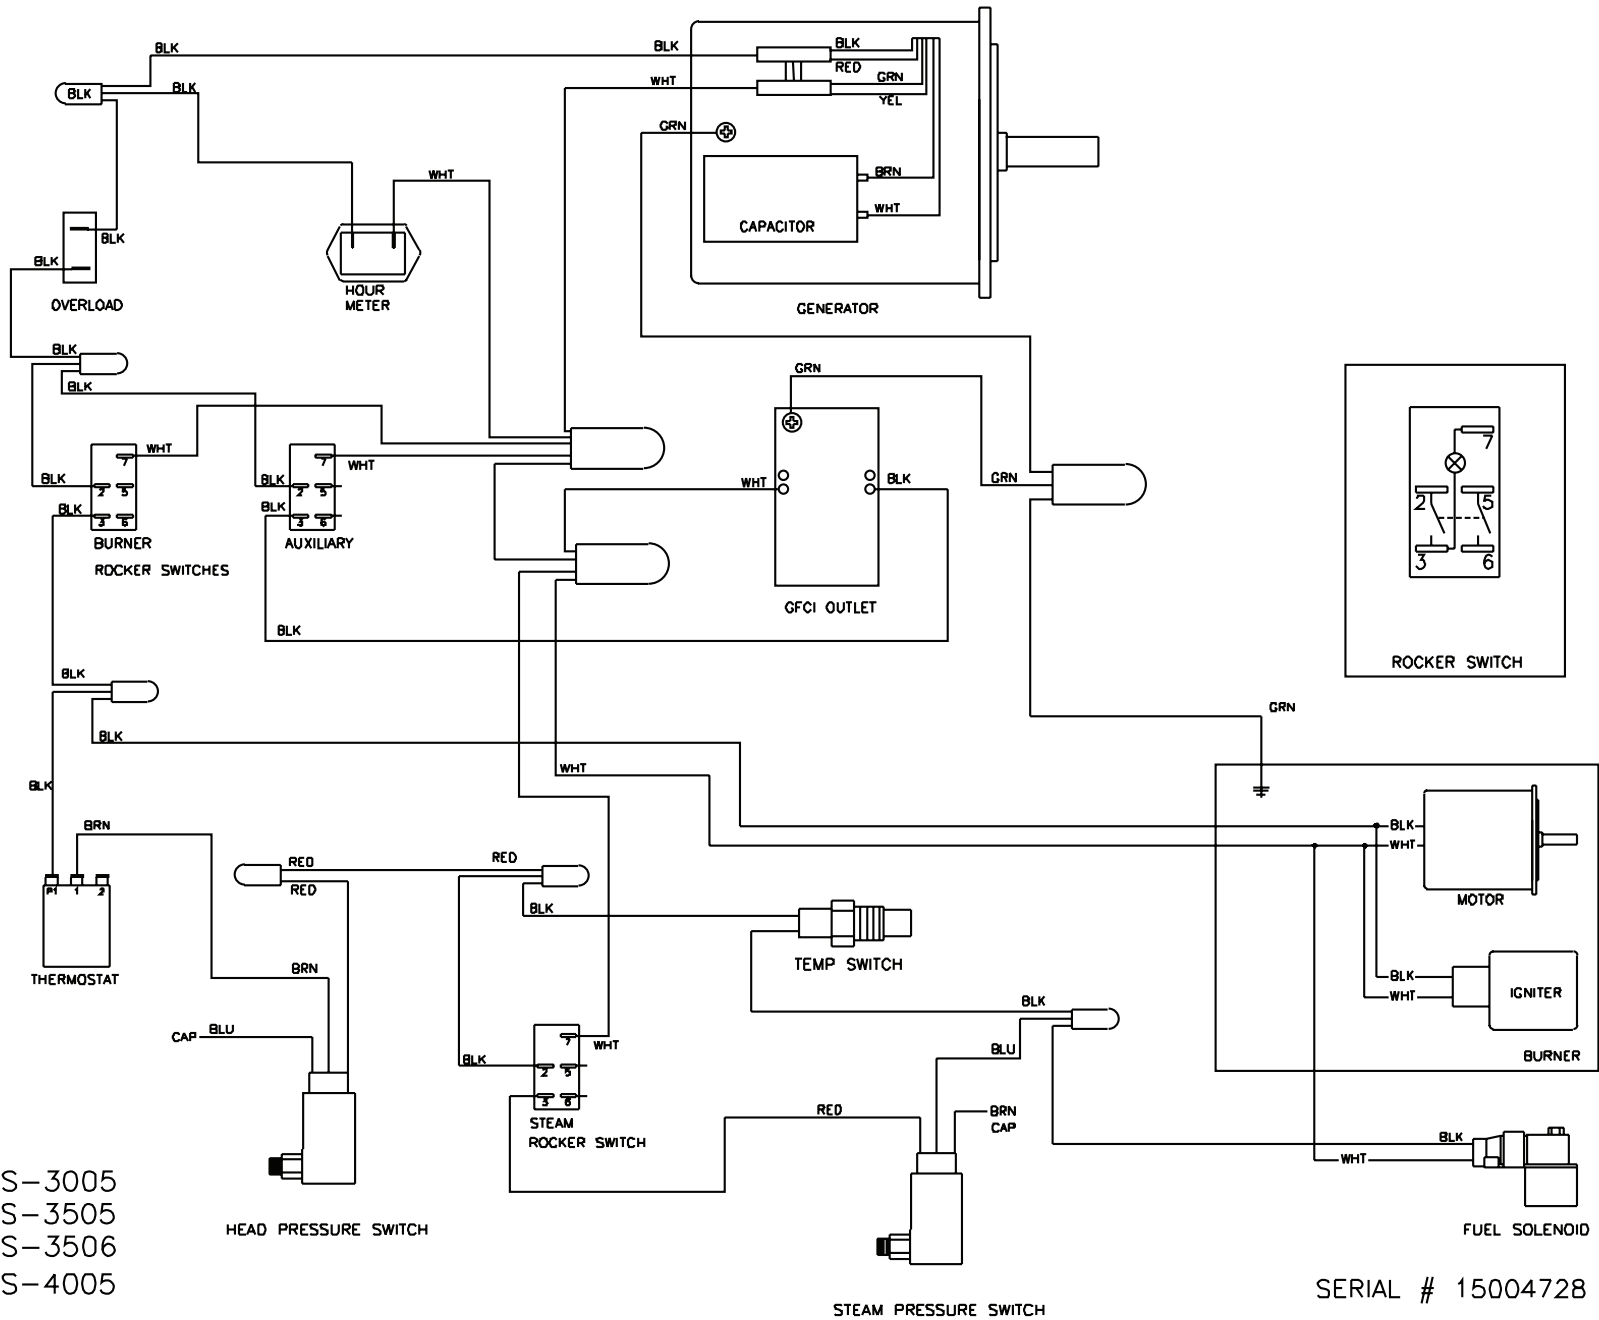 BLK
BLK
BLK
RED
GRN
YEL
WHT
BLK
BLK
GRN
BRN
WHT
CAPACITOR
WHT
BLK
BLK
OVERLOAD
HOUR
METER
GENERATOR
BLK
BLK
GRN
WHT
7
WHT
7
BLK
2
5
BLK
2
5
WHT
BLK
GRN
BLK
3
6
BLK
3
6
BURNER
AUXILIARY
ROCKER SWITCHES
GFCI OUTLET
7
2
5
3
6
ROCKER SWITCH
BLK
BLK
GRN
BLK
WHT
BLK
BRN
BLK
WHT
RED
RED
RED
P1
1
2
MOTOR
BLK
THERMOSTAT
BRN
TEMP SWITCH
BLK
WHT
IGNITER
BLK
CAP
BLU
7
WHT
BLU
BURNER
BLK
2
5
3
6
STEAM
ROCKER SWITCH
RED
BRN
CAP
BLK
WHT
S-3005
S-3505
S-3506
S-4005
HEAD PRESSURE SWITCH
FUEL SOLENOID
STEAM PRESSURE SWITCH
SERIAL # 15004728